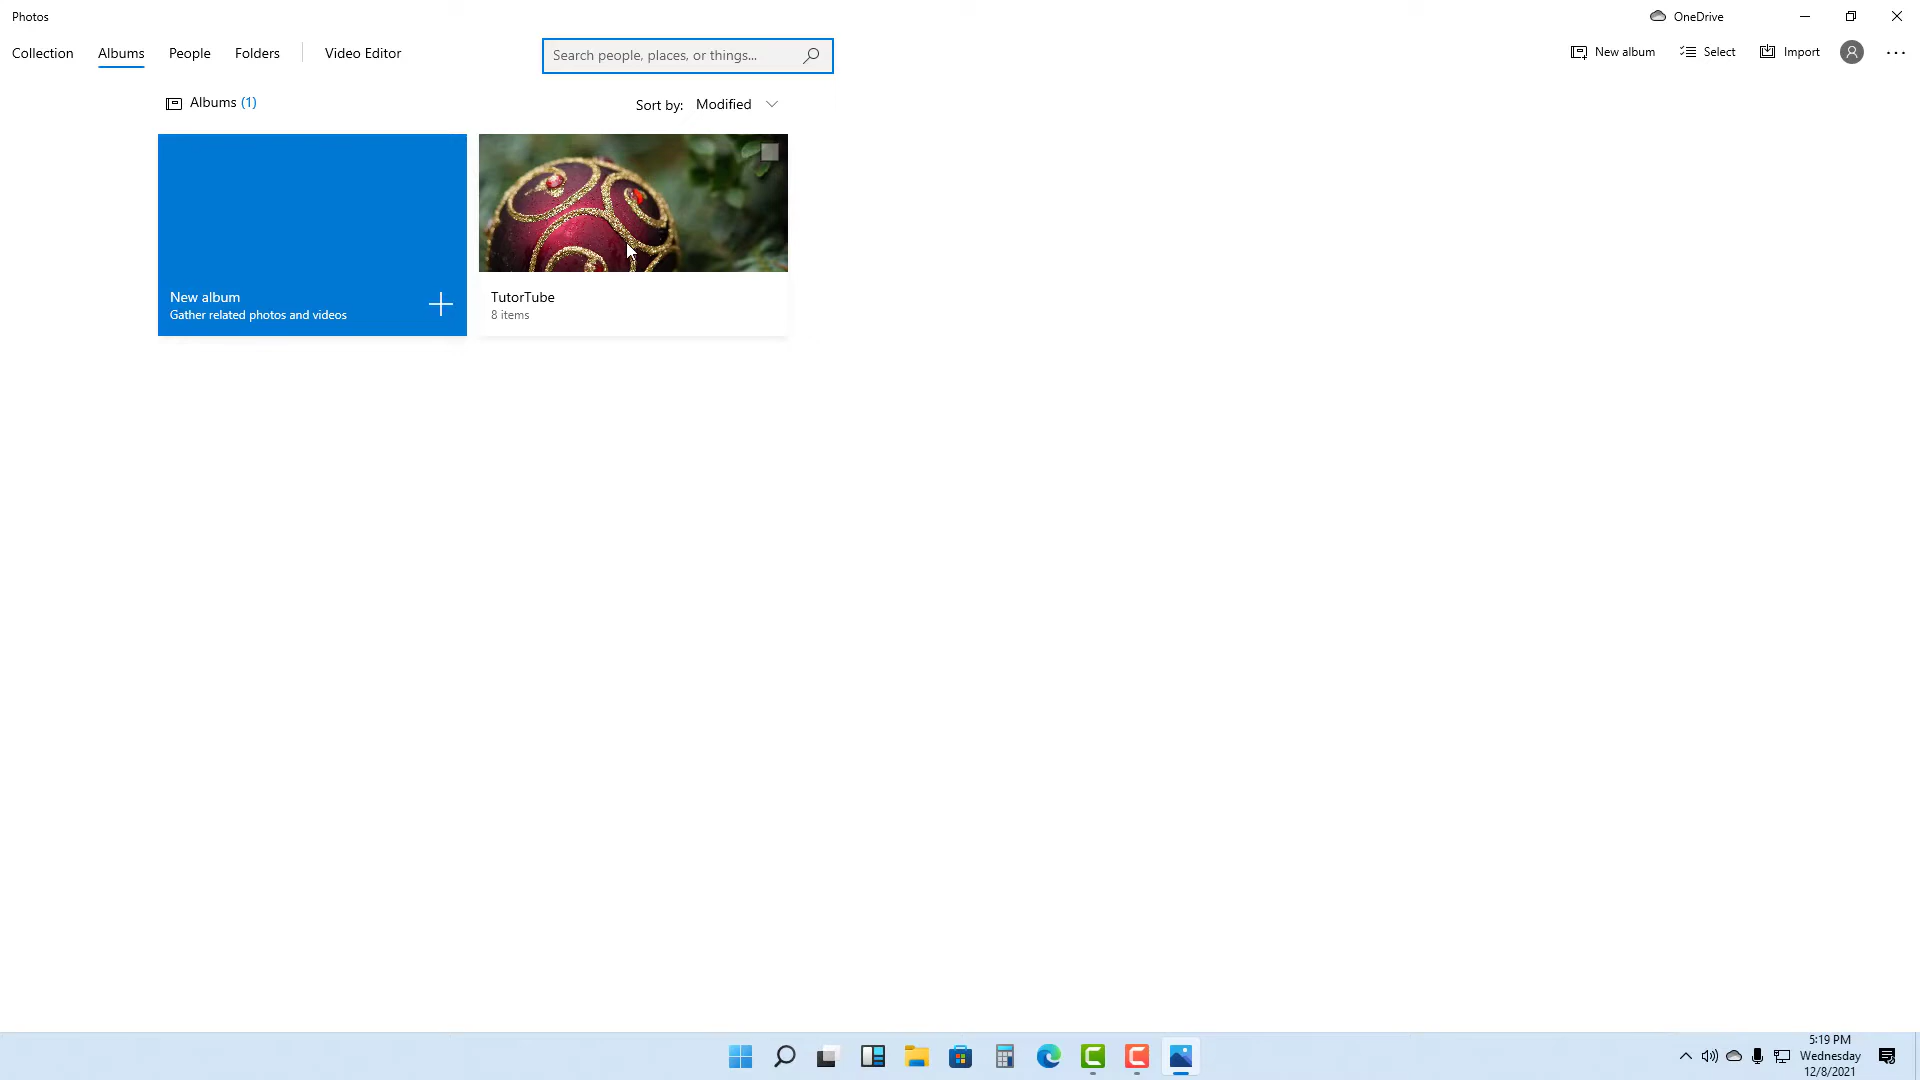 Photos
OneDrive
Collection Albums People Folders Video Editor
Search people, places, or things...
New album Select Import
Albums (1)
Sort by: Modified
New album
Gather related photos and videos
TutorTube
8 items
5:19 PM
Wednesday
12/8/2021